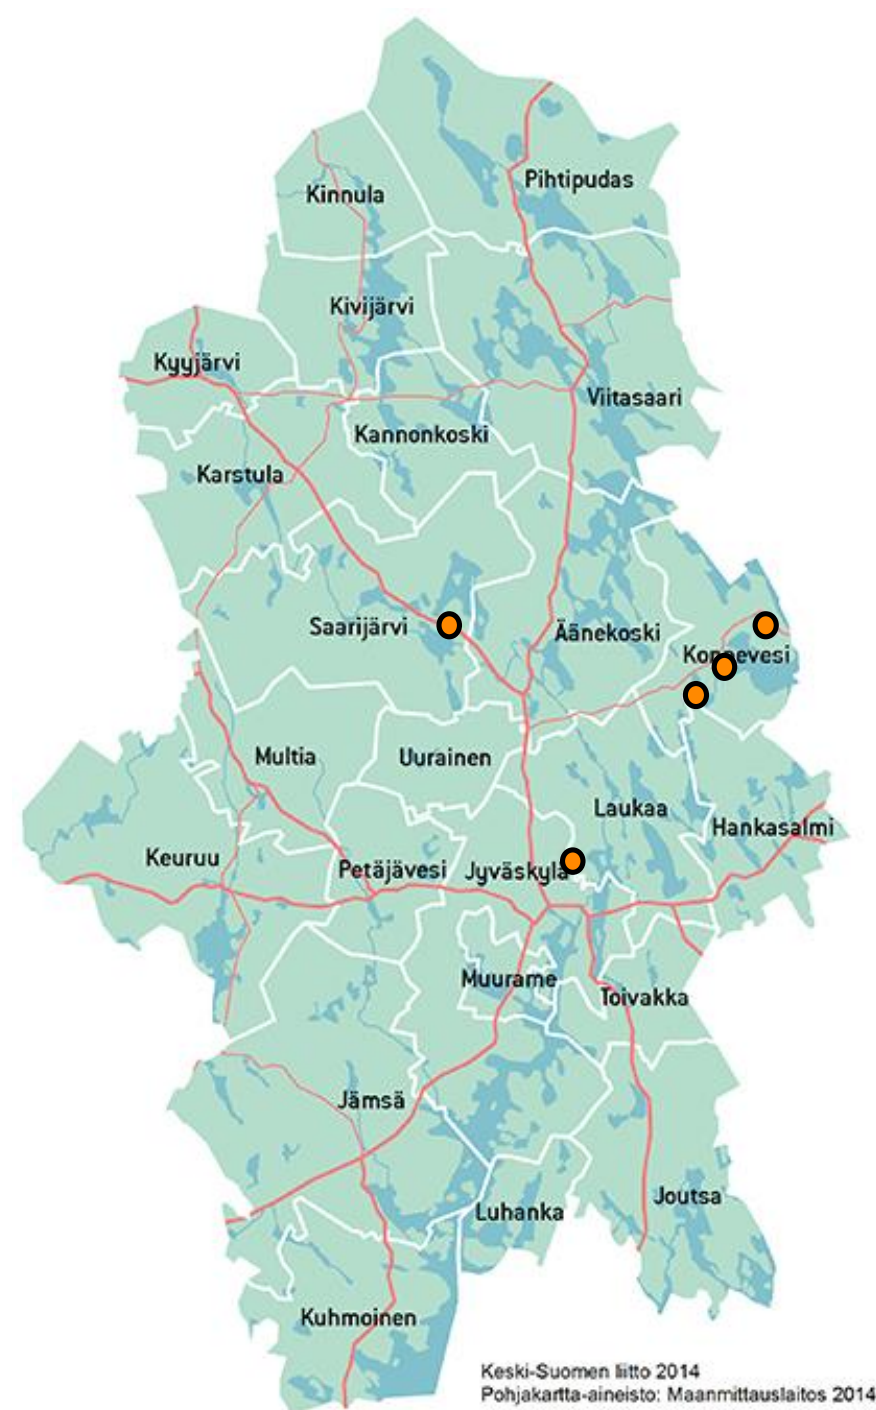 Pihtipudas
Kinnula
Kivijärvi
Kyyjärvi
Viitasaari
Kannonkoski
Karstula
Saarijärvi
Äänekoski
Multia
Uurainen
Laukaa
Hankasalmi
Keuruu
Petäjävesi
Jyväskylä
Muurame
Toivakka
Jämsä
Joutsa
Luhanka
Kuhmoinen
Keski-Suomen liitto 2014
Pohjakartta-aineisto: Maanmittauslaitos 2014